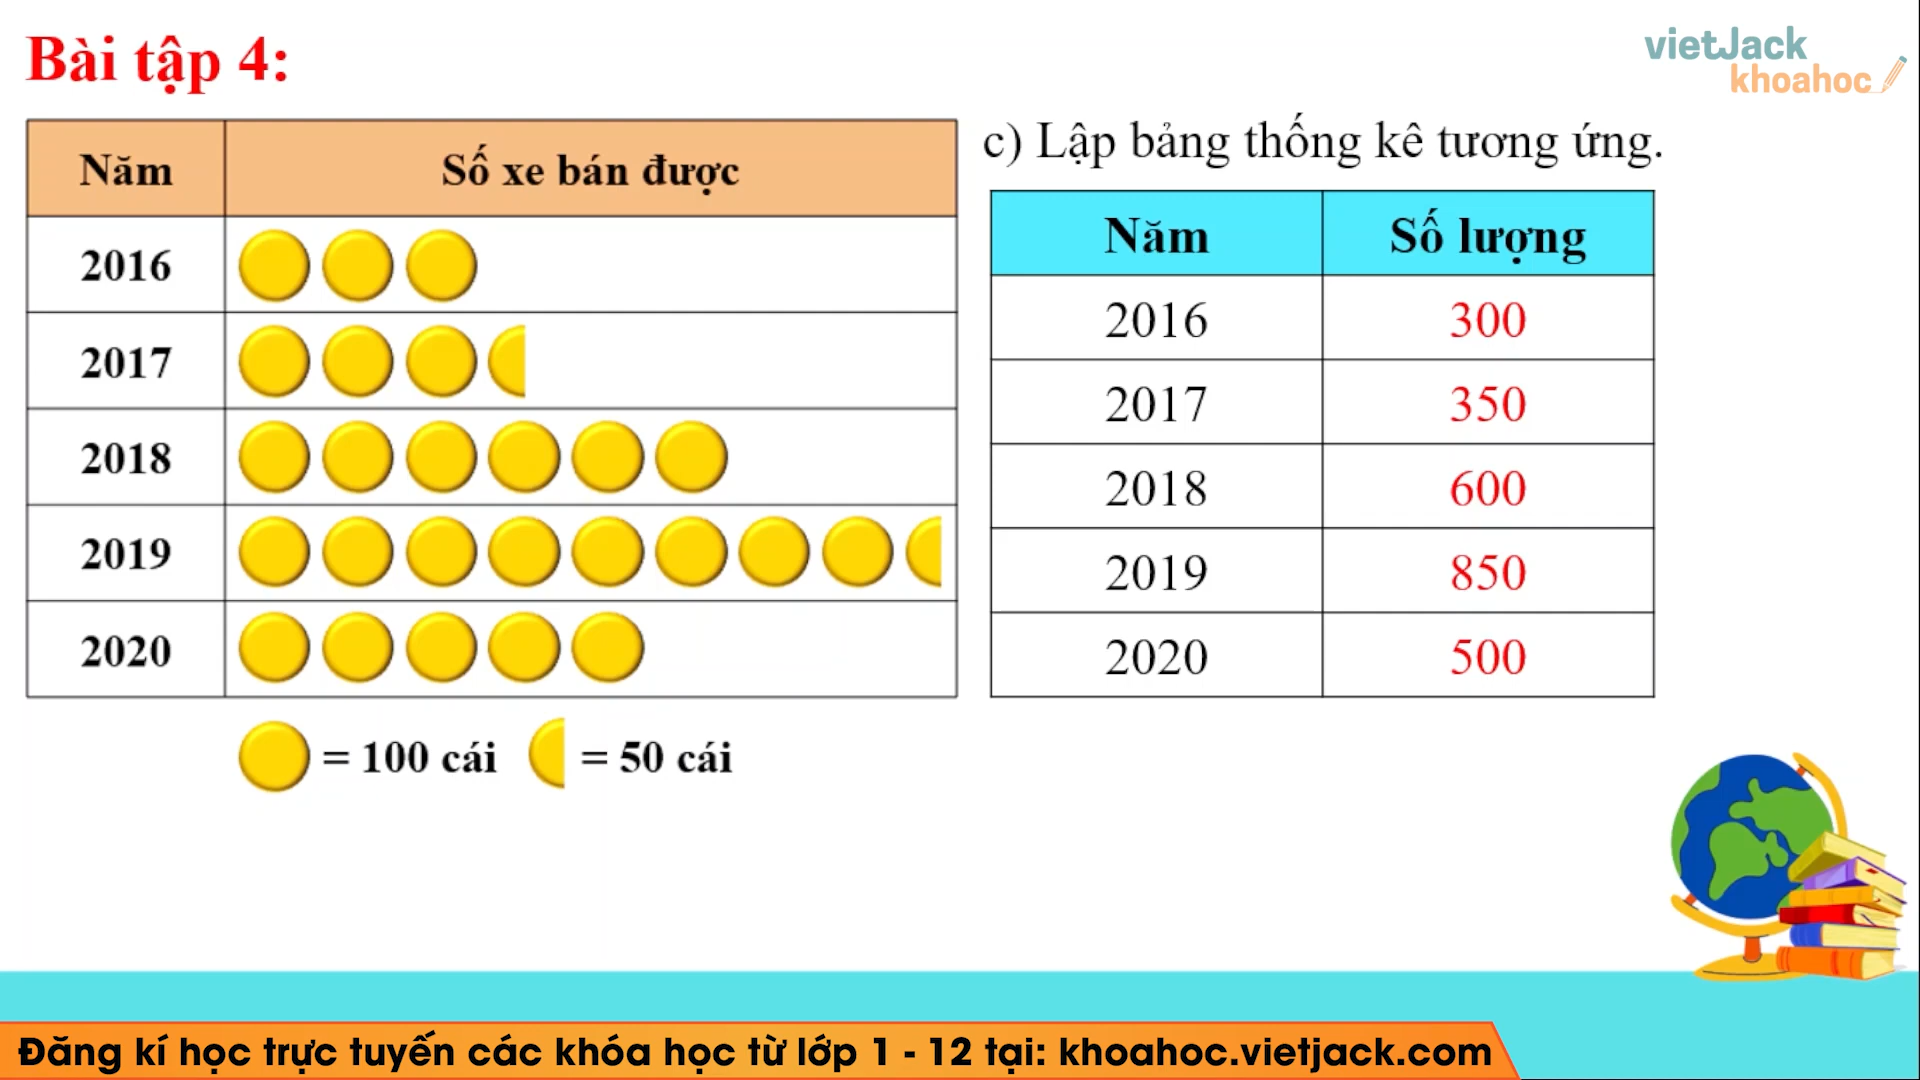 Bài tập 4:
vietJack
khoahoc
Năm Số xe bán được
2016
2017
2018
2019
2020
= 100 cái = 50 cái
c) Lập bảng thống kê tương ứng.
Năm Số lượng
2016 300
2017 350
2018 600
2019 850
2020 500
Đăng kí học trực tuyến các khóa học từ lớp 1 - 12 tại: khoahoc.vietjack.com